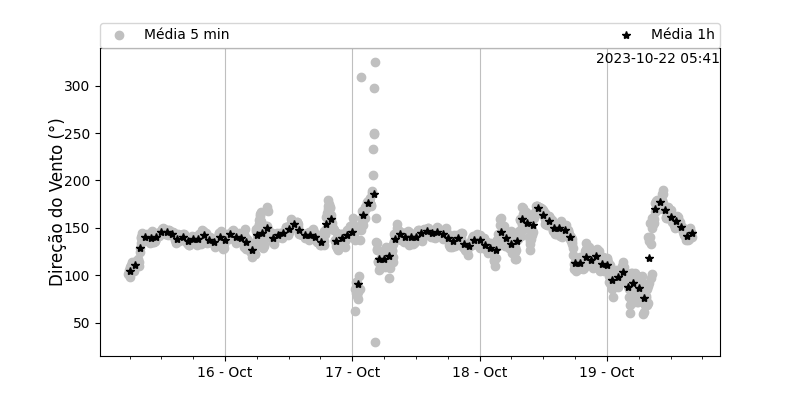 Média 5 min
Média 1h
2023-10-22 05:41
Direção do Vento (°)
300
250
200
150
100
50
16 - Oct
17 - Oct
18 - Oct
19 - Oct